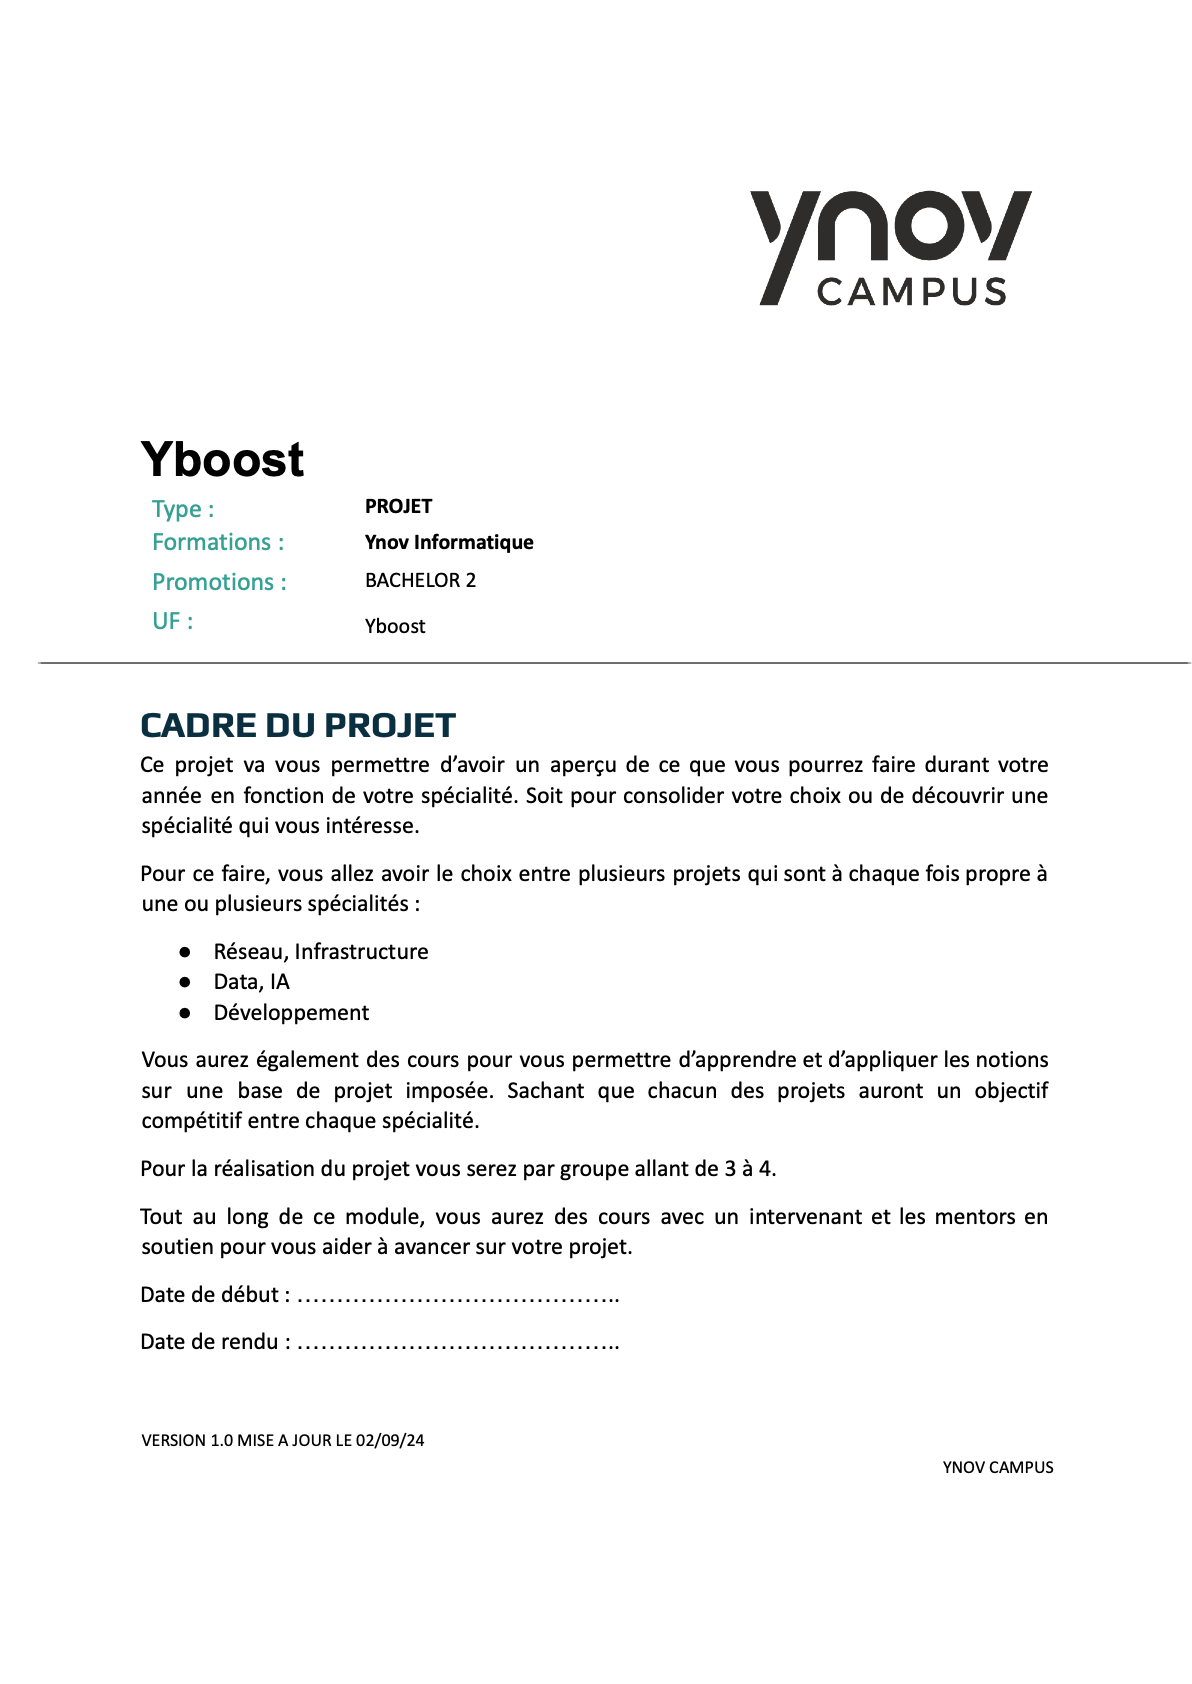 ynov
CAMPUS
Yboost
Type : PROJET
Formations : Ynov Informatique
Promotions : BACHELOR 2
UF : Yboost
CADRE DU PROJET
Ce projet va vous permettre d’avoir un aperçu de ce que vous pourrez faire durant votre
année en fonction de votre spécialité. Soit pour consolider votre choix ou de découvrir une
spécialité qui vous intéresse.
Pour ce faire, vous allez avoir le choix entre plusieurs projets qui sont à chaque fois propre à
une ou plusieurs spécialités :
● Réseau, Infrastructure
● Data, IA
● Développement
Vous aurez également des cours pour vous permettre d’apprendre et d’appliquer les notions
sur une base de projet imposée. Sachant que chacun des projets auront un objectif
compétitif entre chaque spécialité.
Pour la réalisation du projet vous serez par groupe allant de 3 à 4.
Tout au long de ce module, vous aurez des cours avec un intervenant et les mentors en
soutien pour vous aider à avancer sur votre projet.
Date de début : …………………………………..
Date de rendu : …………………………………..
VERSION 1.0 MISE A JOUR LE 02/09/24
YNOV CAMPUS